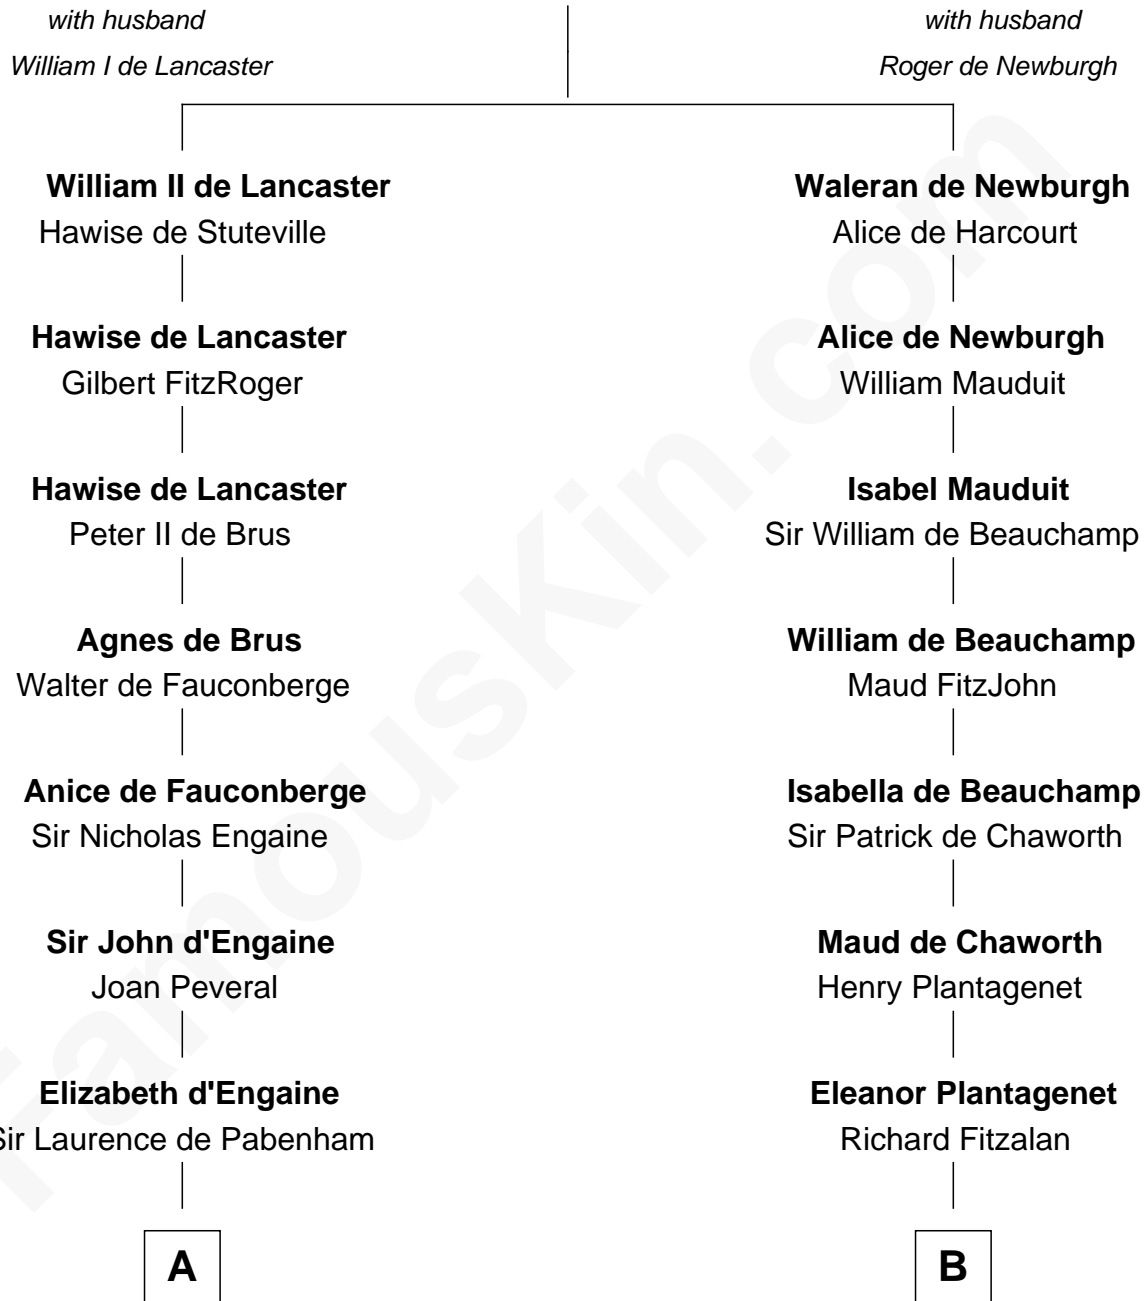 with husband
William I de Lancaster
with husband
Roger de Newburgh
William II de Lancaster
Hawise de Stuteville
Waleran de Newburgh
Alice de Harcourt
Hawise de Lancaster
Gilbert FitzRoger
Alice de Newburgh
William Mauduit
Hawise de Lancaster
Peter II de Brus
Isabel Mauduit
Sir William de Beauchamp
Agnes de Brus
Walter de Fauconberge
William de Beauchamp
Maud FitzJohn
Anice de Fauconberge
Sir Nicholas Engaine
Isabella de Beauchamp
Sir Patrick de Chaworth
Sir John d'Engaine
Joan Peveral
Maud de Chaworth
Henry Plantagenet
Elizabeth d'Engaine
Sir Laurence de Pabenham
Eleanor Plantagenet
Richard Fitzalan
A
B
FamousKin.com